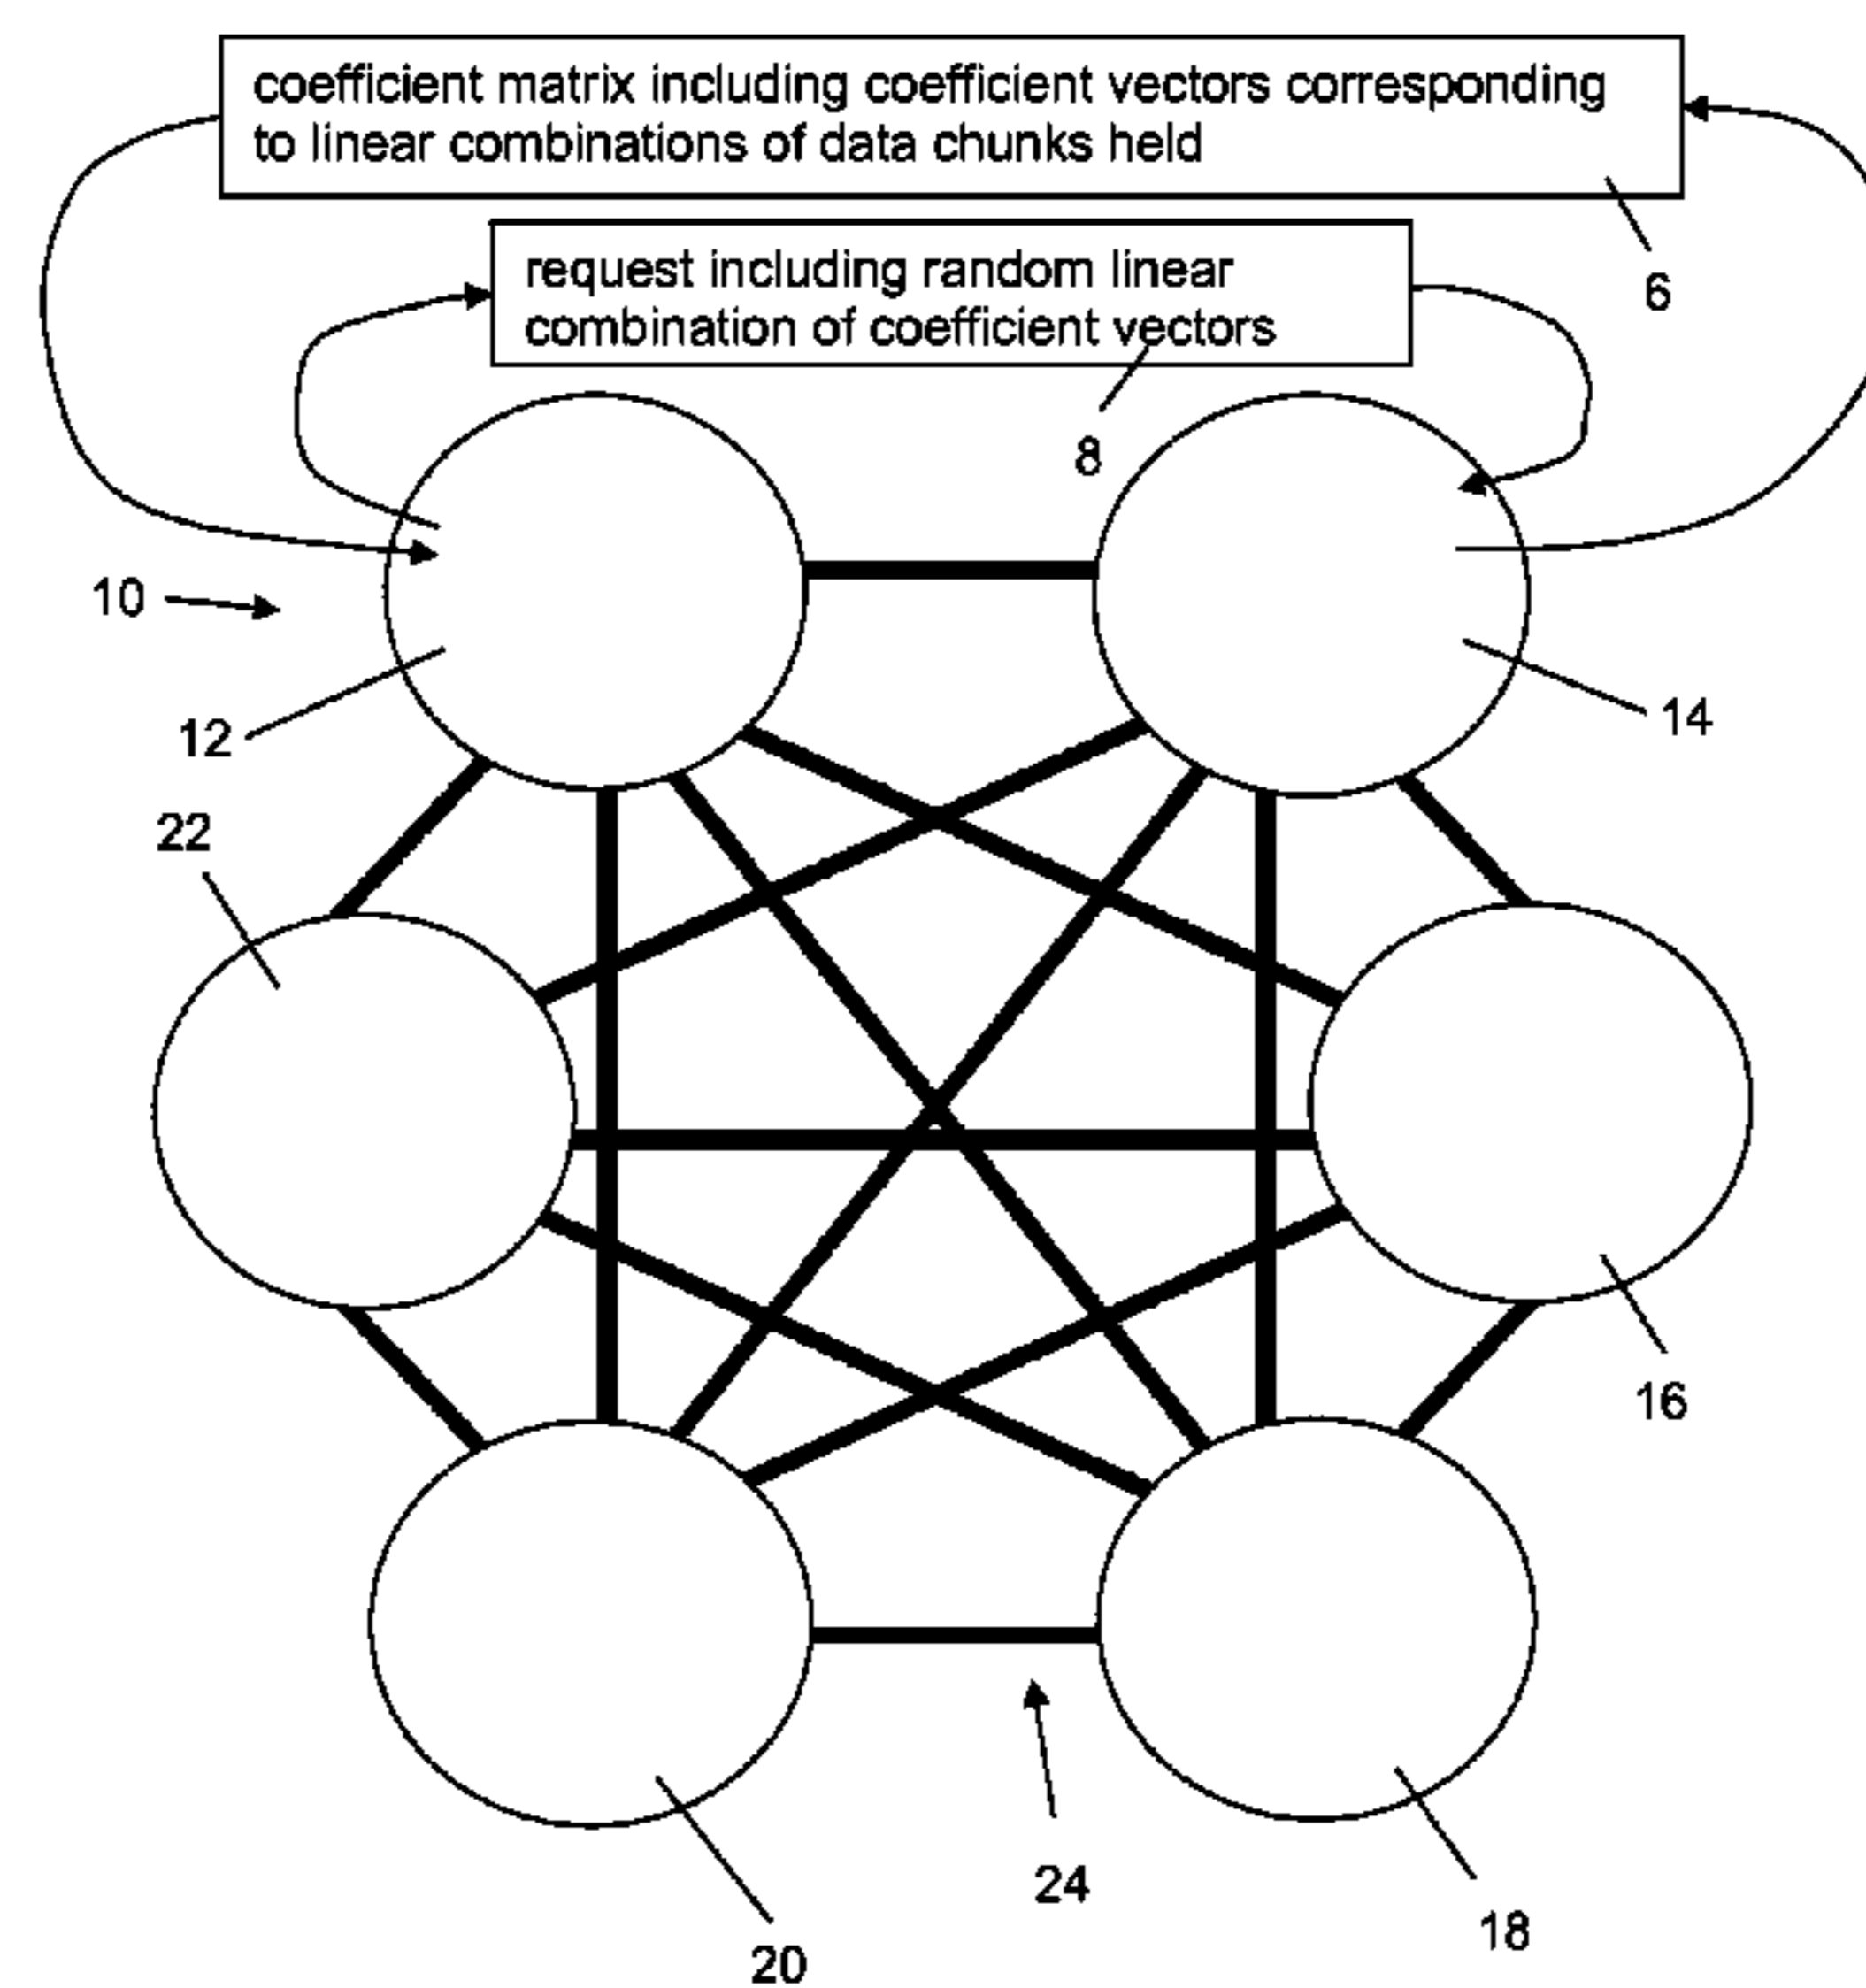 coefficient matrix including coefficient vectors corresponding
to linear combinations of data chunks held
request including random linear
combination of coefficient vectors
6
8
10
12
14
22
16
24
18
20